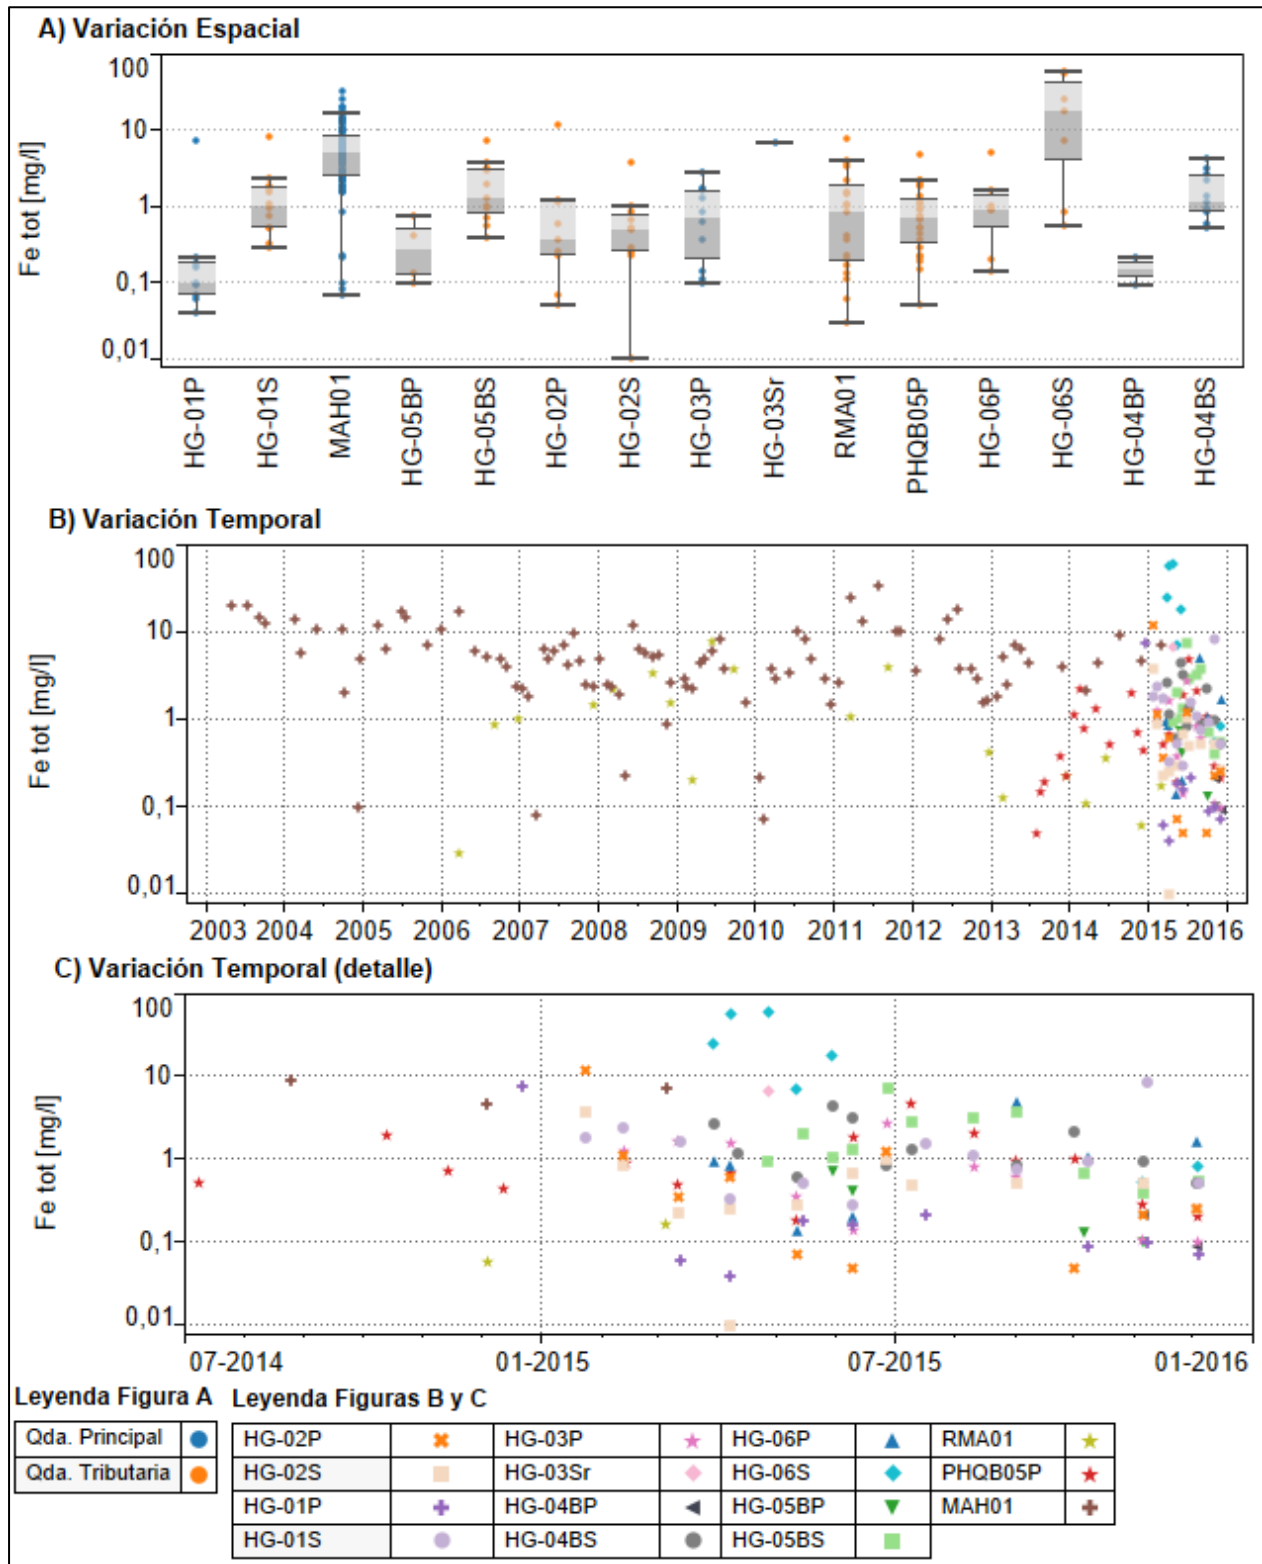 A) Variación Espacial
100
10
1
0,1
0,01
Fe tot [mg/l]
HG-01P
HG-01S
MAH01
HG-05BP
HG-05BS
HG-02P
HG-02S
HG-03P
HG-03Sr
RMA01
PHQB05P
HG-06P
HG-06S
HG-04BP
HG-04BS
B) Variación Temporal
100
10
1
0,1
0,01
Fe tot [mg/l]
2003 2004 2005 2006 2007 2008 2009 2010 2011 2012 2013 2014 2015 2016
C) Variación Temporal (detalle)
100
10
1
0,1
0,01
Fe tot [mg/l]
07-2014 01-2015 07-2015 01-2016
Leyenda Figura A Leyenda Figuras B y C
Qda. Principal HG-02P HG-03P HG-06P RMA01
Qda. Tributaria HG-02S HG-03Sr HG-06S PHQB05P
HG-01P HG-04BP HG-05BP MAH01
HG-01S HG-04BS HG-05BS